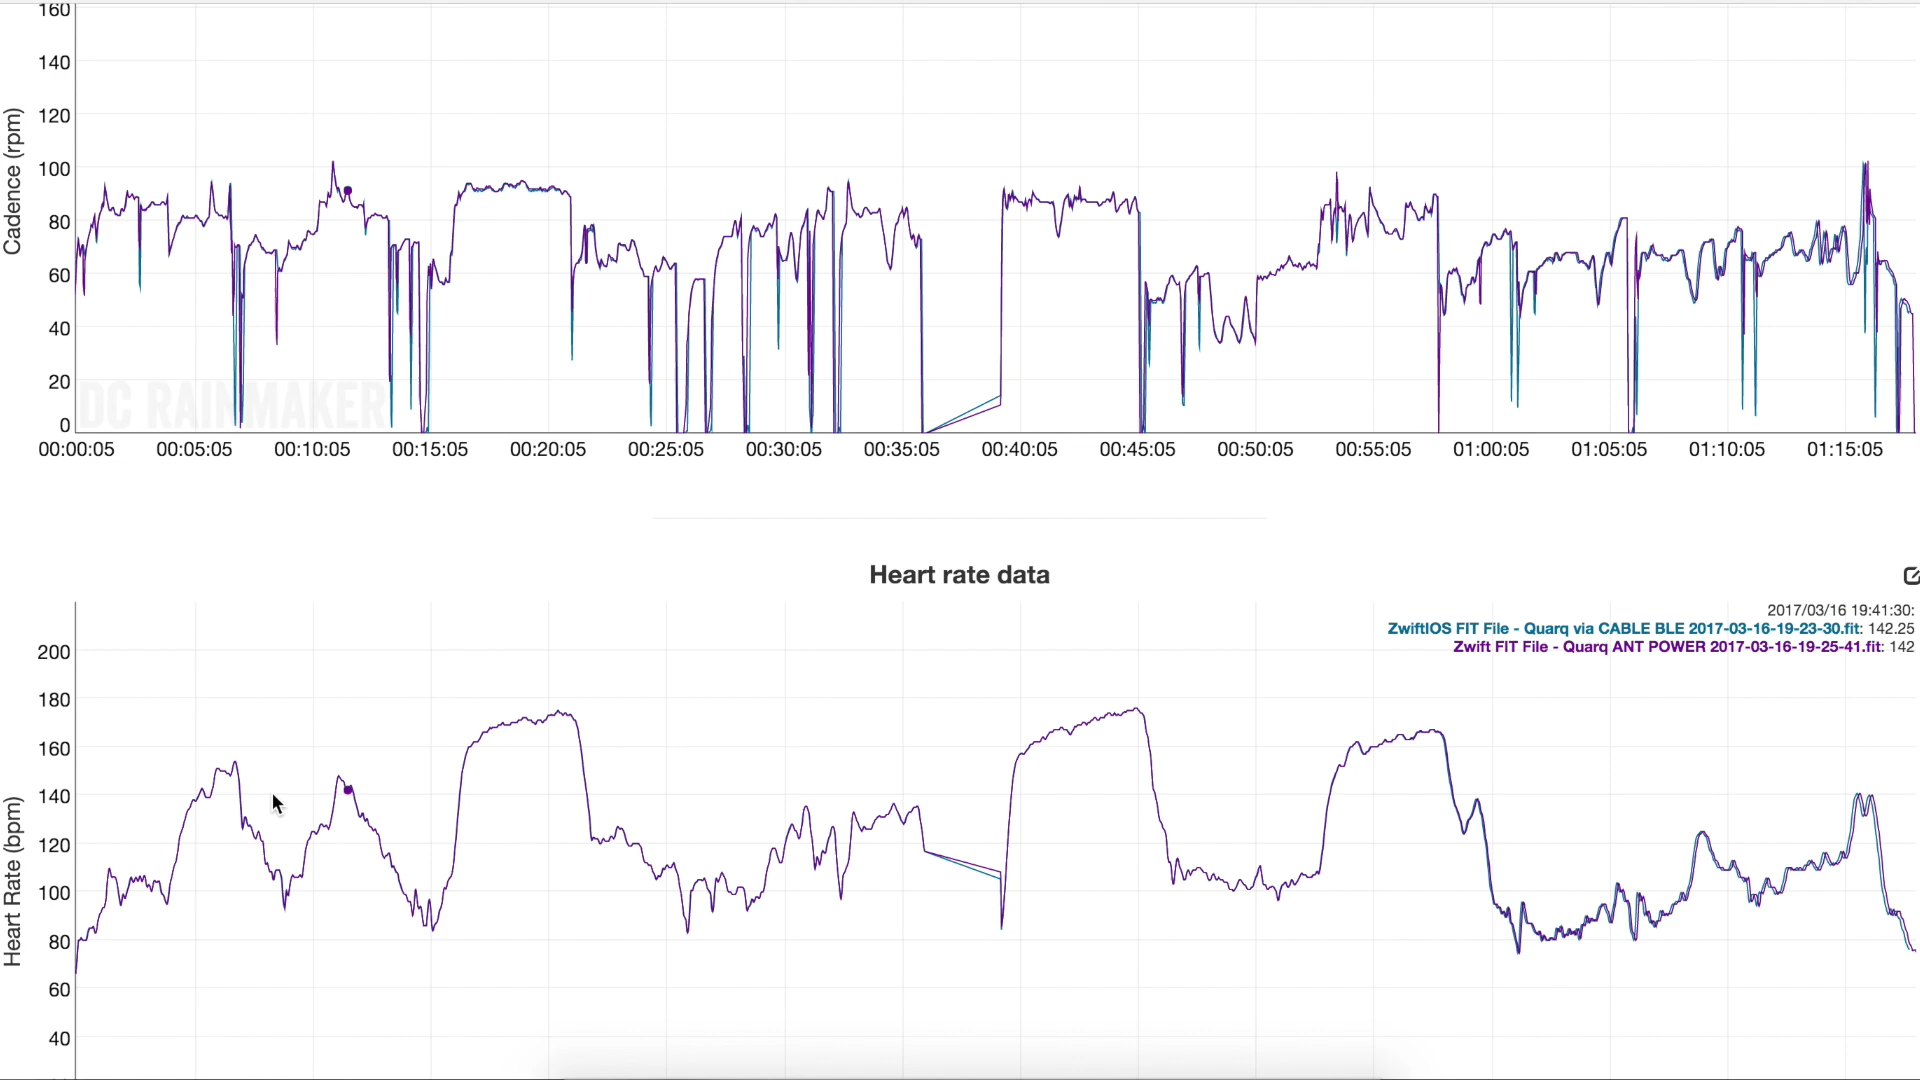 160
140
120
100
80
60
40
20
0
Cadence (rpm)
DC RAINMAKER
00:00:05 00:05:05 00:10:05 00:15:05 00:20:05 00:25:05 00:30:05 00:35:05 00:40:05 00:45:05 00:50:05 00:55:05 01:00:05 01:05:05 01:10:05 01:15:05
Heart rate data
2017/03/16 19:41:30:
ZwiftIOS FIT File - Quarq via CABLE BLE 2017-03-16-19-23-30.fit: 142.25
Zwift FIT File - Quarq ANT POWER 2017-03-16-19-25-41.fit: 142
200
180
160
140
120
100
80
60
40
Heart Rate (bpm)